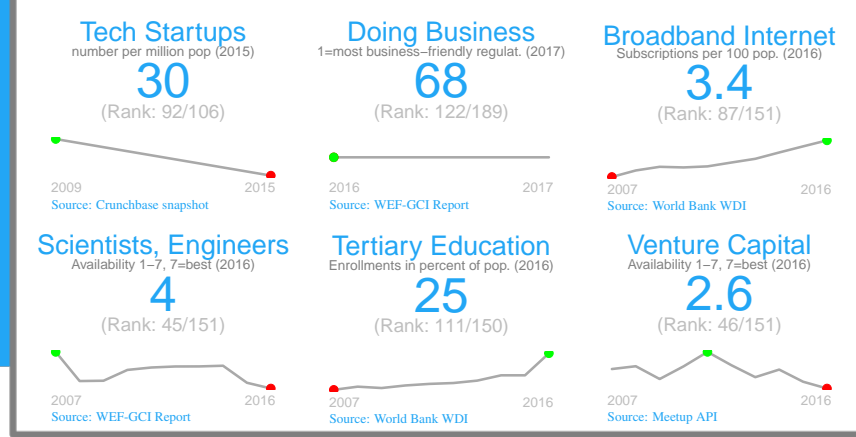 Tech Startups
number per million pop (2015)
30
(Rank: 92/106)
2009 2015
Source: Crunchbase snapshot
Doing Business
1=most business−friendly regulat. (2017)
68
(Rank: 122/189)
2016 2017
Source: WEF-GCI Report
Broadband Internet
Subscriptions per 100 pop. (2016)
3.4
(Rank: 87/151)
2007 2016
Source: World Bank WDI
Scientists, Engineers
Availability 1−7, 7=best (2016)
4
(Rank: 45/151)
2007 2016
Source: WEF-GCI Report
Tertiary Education
Enrollments in percent of pop. (2016)
25
(Rank: 111/150)
2007 2016
Source: World Bank WDI
Venture Capital
Availability 1−7, 7=best (2016)
2.6
(Rank: 46/151)
2007 2016
Source: Meetup API